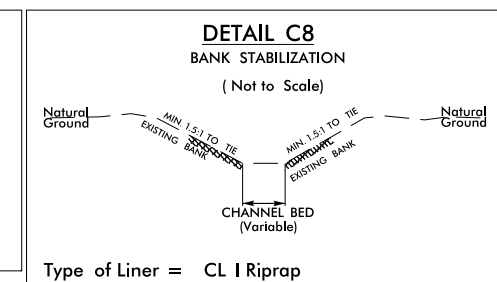 DETAIL C8
BANK STABILIZATION
( Not to Scale)
Natural
Ground
MIN. 1.5:1 TO TIE
EXISTING BANK
MIN. 1.5:1 TO TIE
EXISTING BANK
Natural
Ground
CHANNEL BED
(Variable)
Type of Liner = CL I Riprap